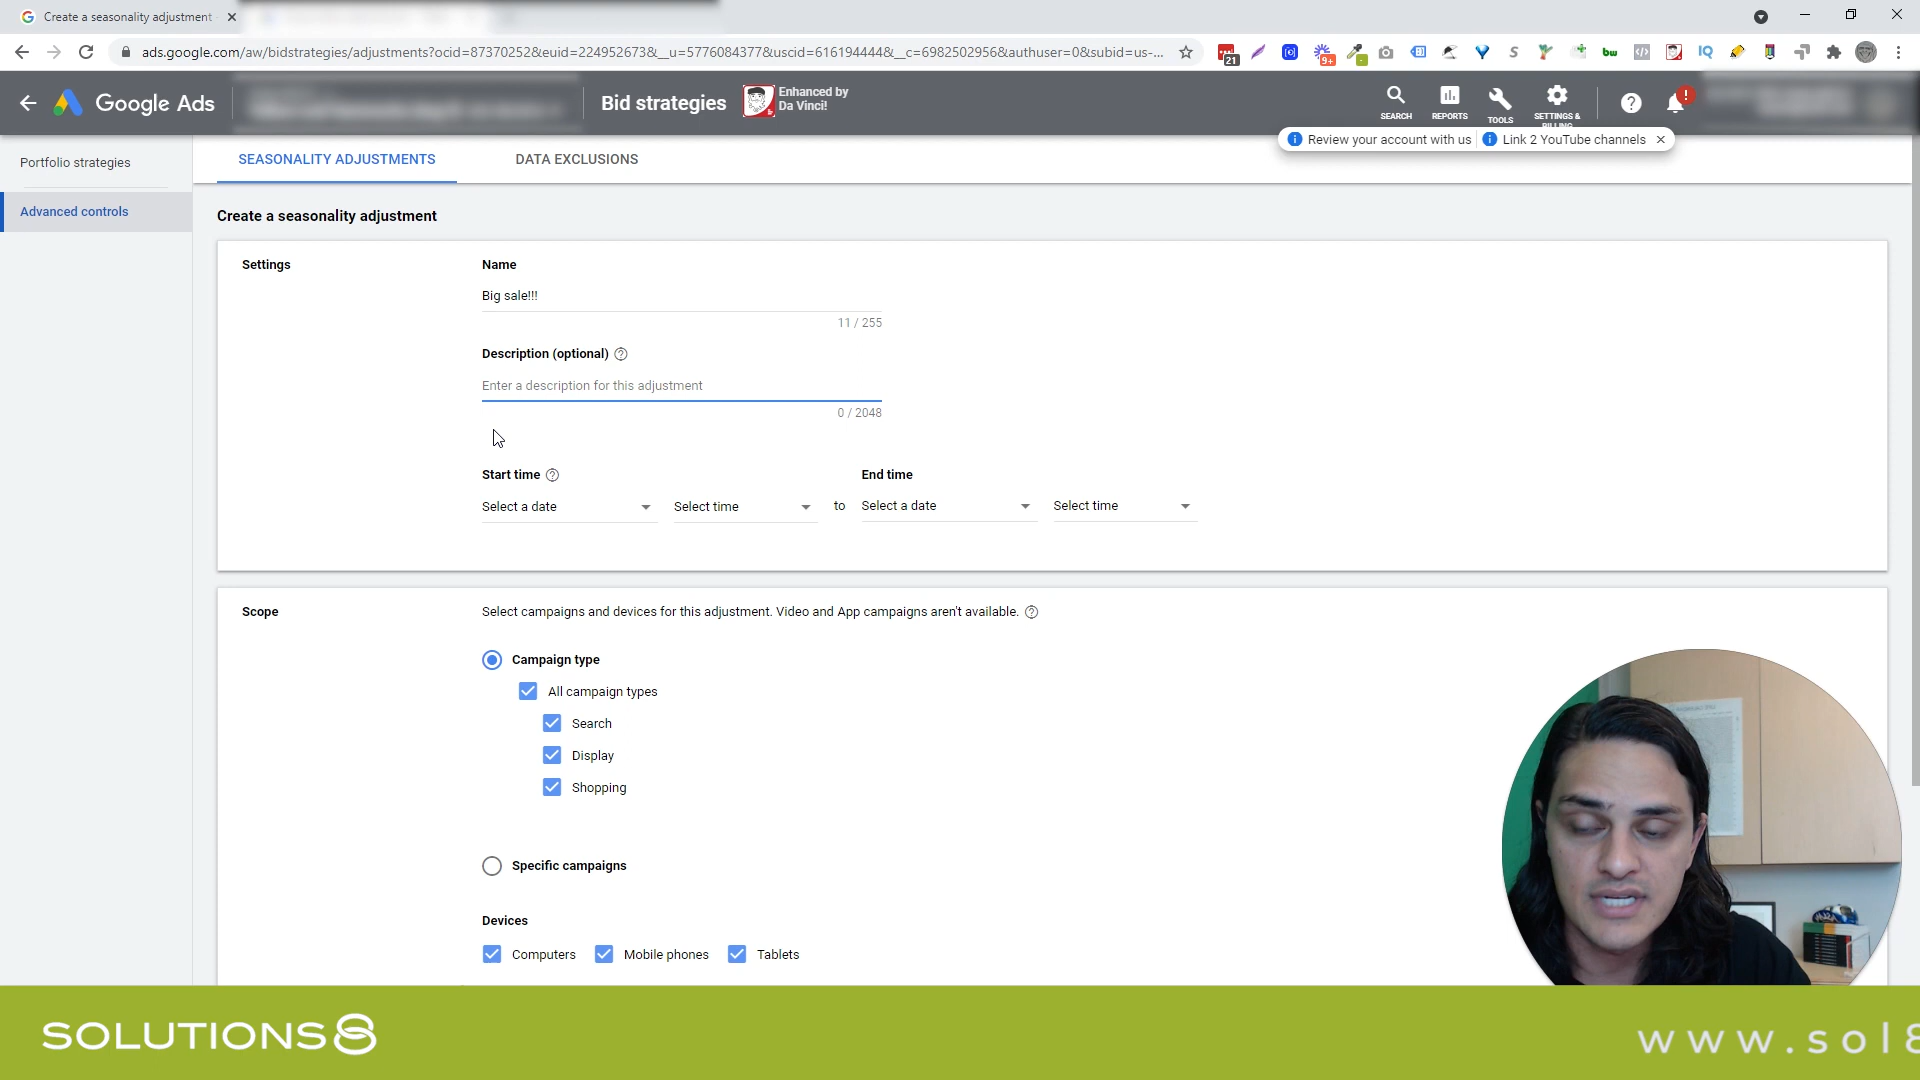 Create a seasonality adjustment
ads.google.com/aw/bidstrategies/adjustments?ocid=87370252&euid=224952673&__u=5776084377&uscid=616194444&__c=6982502956&authuser=0&subid=us-...
21
9+
bw
IQ
Google Ads
Bid strategies
Enhanced by
Da Vinci!
SEARCH
REPORTS
TOOLS
SETTINGS &
BILLING
Review your account with us
Link 2 YouTube channels
Portfolio strategies
Advanced controls
SEASONALITY ADJUSTMENTS
DATA EXCLUSIONS
Create a seasonality adjustment
Settings
Name
Big sale!!!
11 / 255
Description (optional)
Enter a description for this adjustment
0 / 2048
Start time
End time
Select a date
Select time
to
Select a date
Select time
Scope
Select campaigns and devices for this adjustment. Video and App campaigns aren't available.
Campaign type
All campaign types
Search
Display
Shopping
Specific campaigns
Devices
Computers
Mobile phones
Tablets
SOLUTIONS8
www.sol8